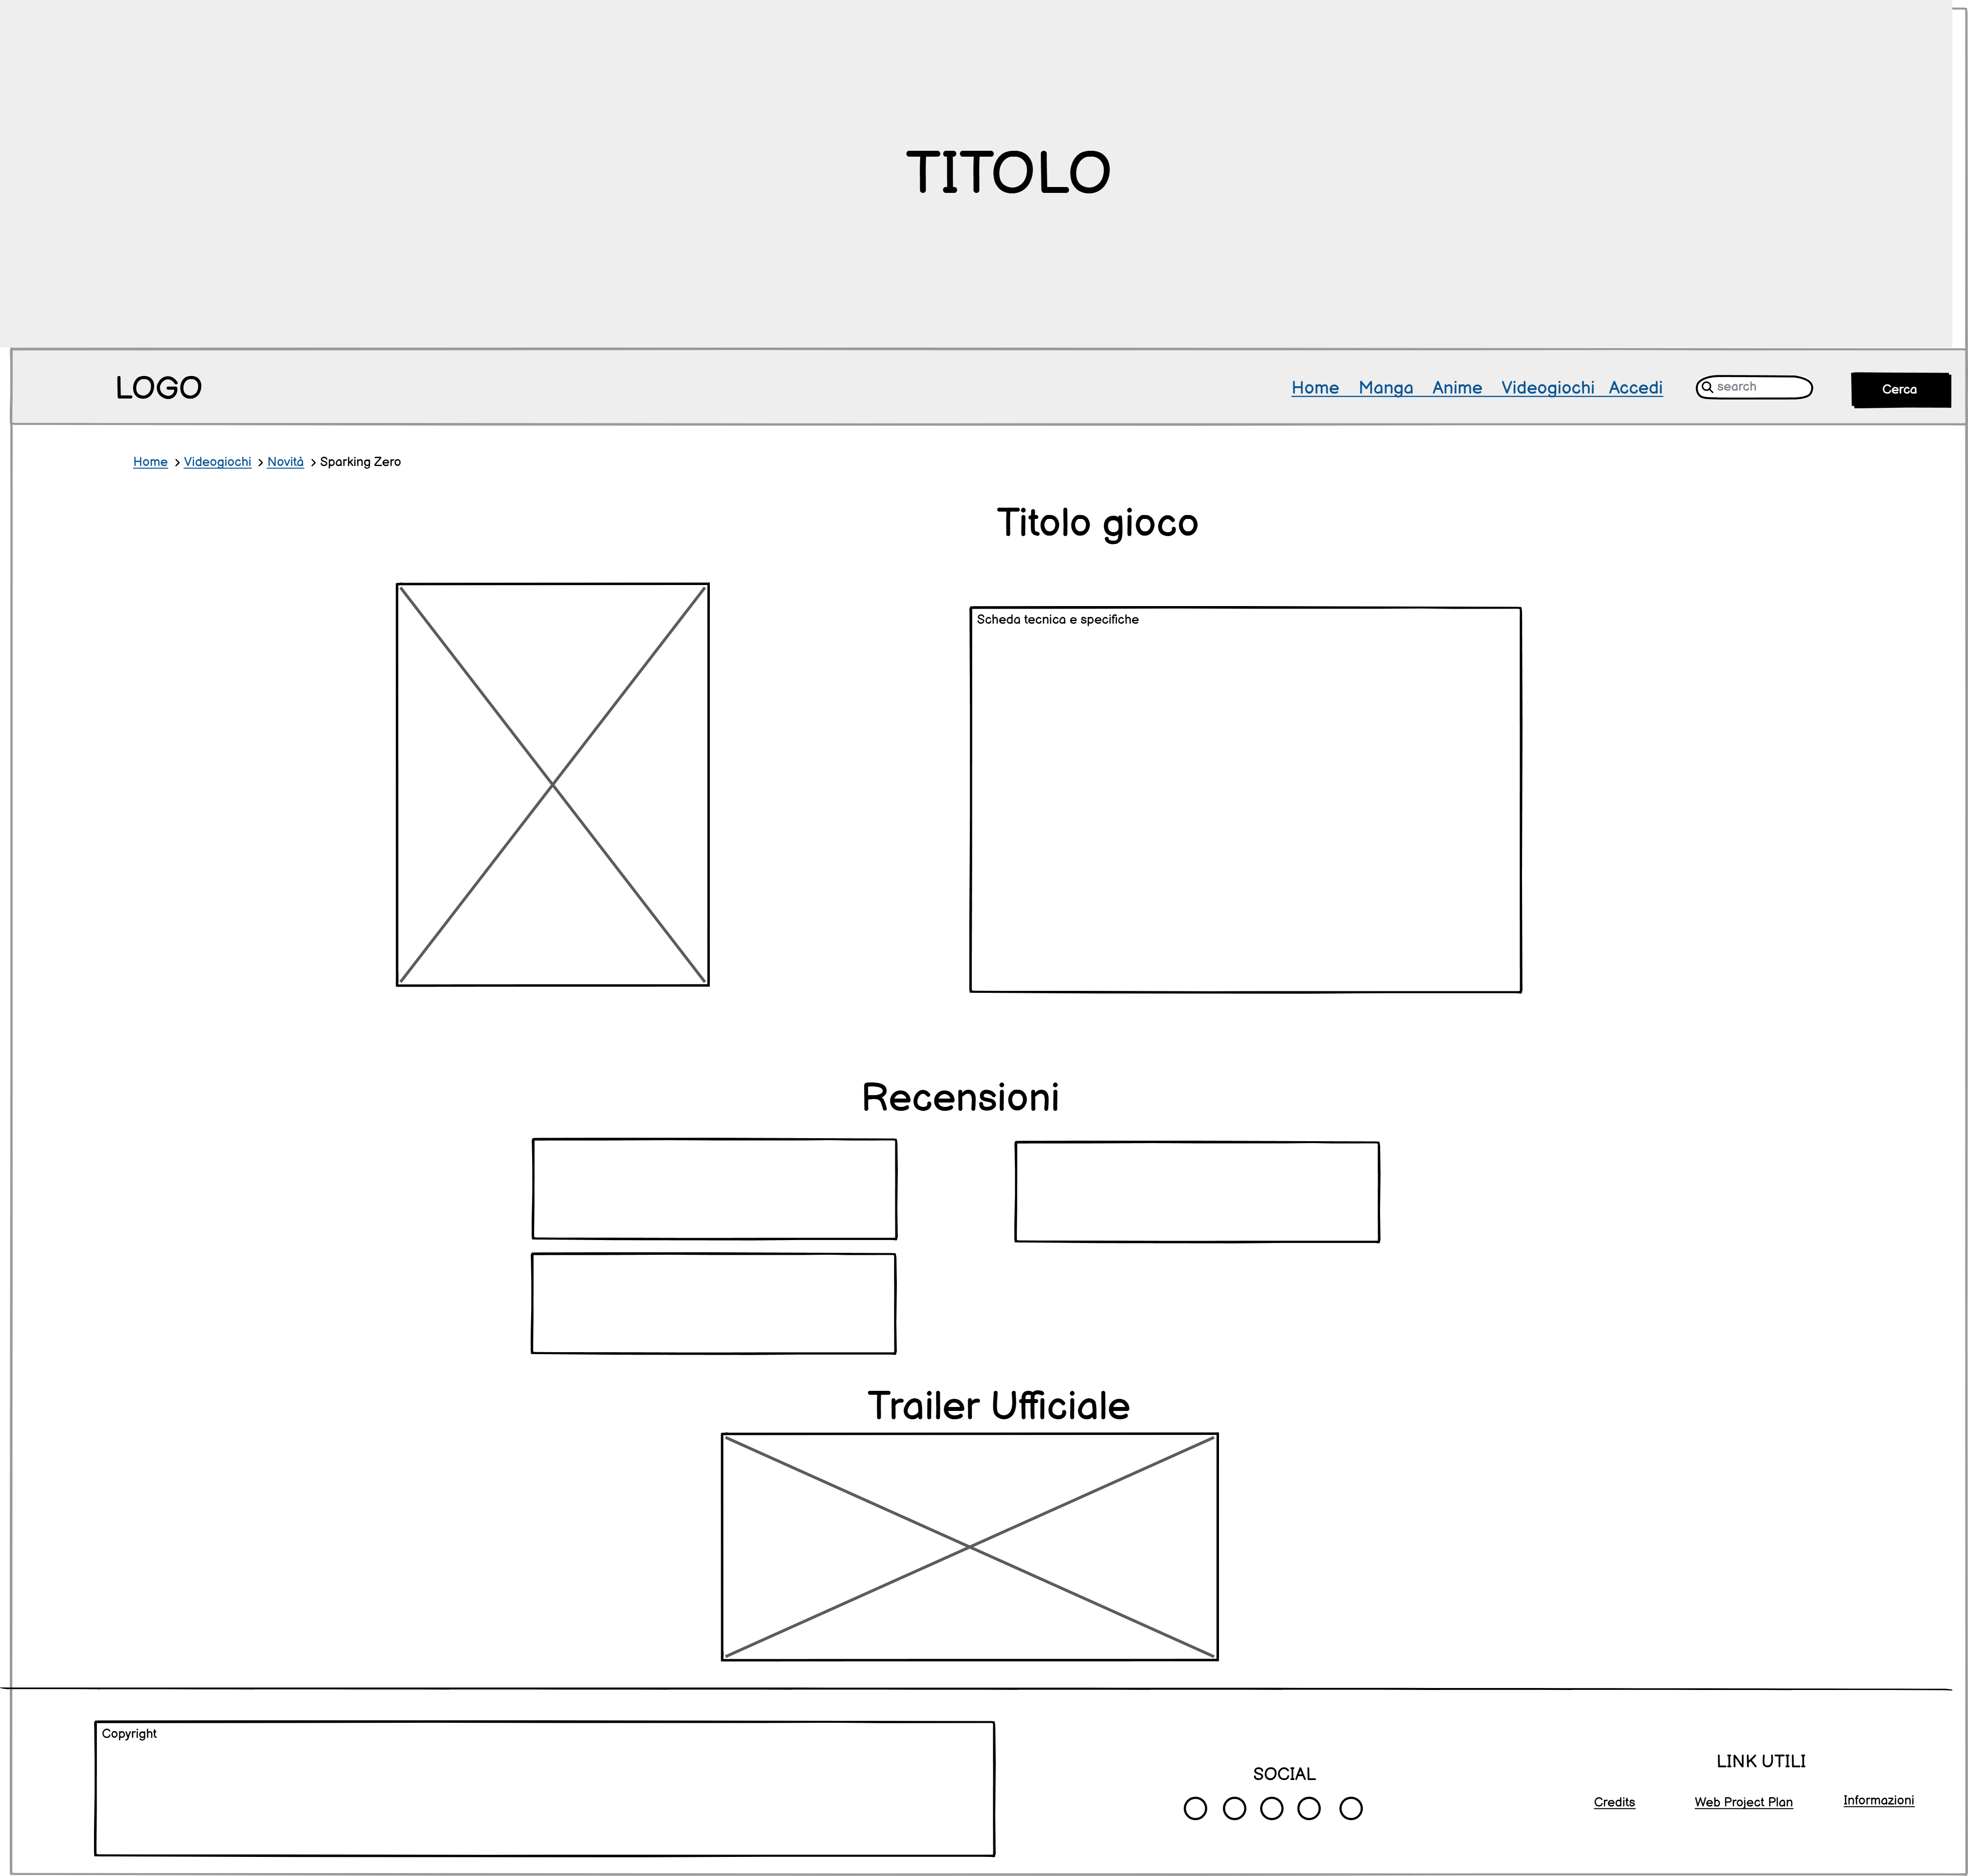 TITOLO
LOGO
Home Manga Anime Videogiochi Accedi
search
Cerca
Home > Videogiochi > Novità > Sparking Zero
Titolo gioco
Scheda tecnica e specifiche
Recensioni
Trailer Ufficiale
Copyright
SOCIAL
LINK UTILI
Credits Web Project Plan Informazioni